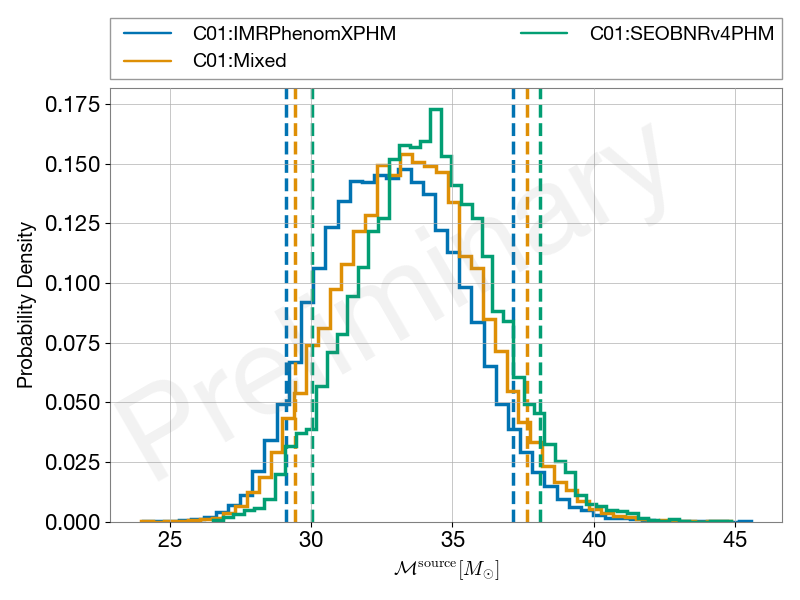 C01:IMRPhenomXPHM
C01:Mixed
C01:SEOBNRv4PHM
Preliminary
Probability Density
0.175
0.150
0.125
0.100
0.075
0.050
0.025
0.000
25 30 35 40 45
ℳ^source [M_⊙]